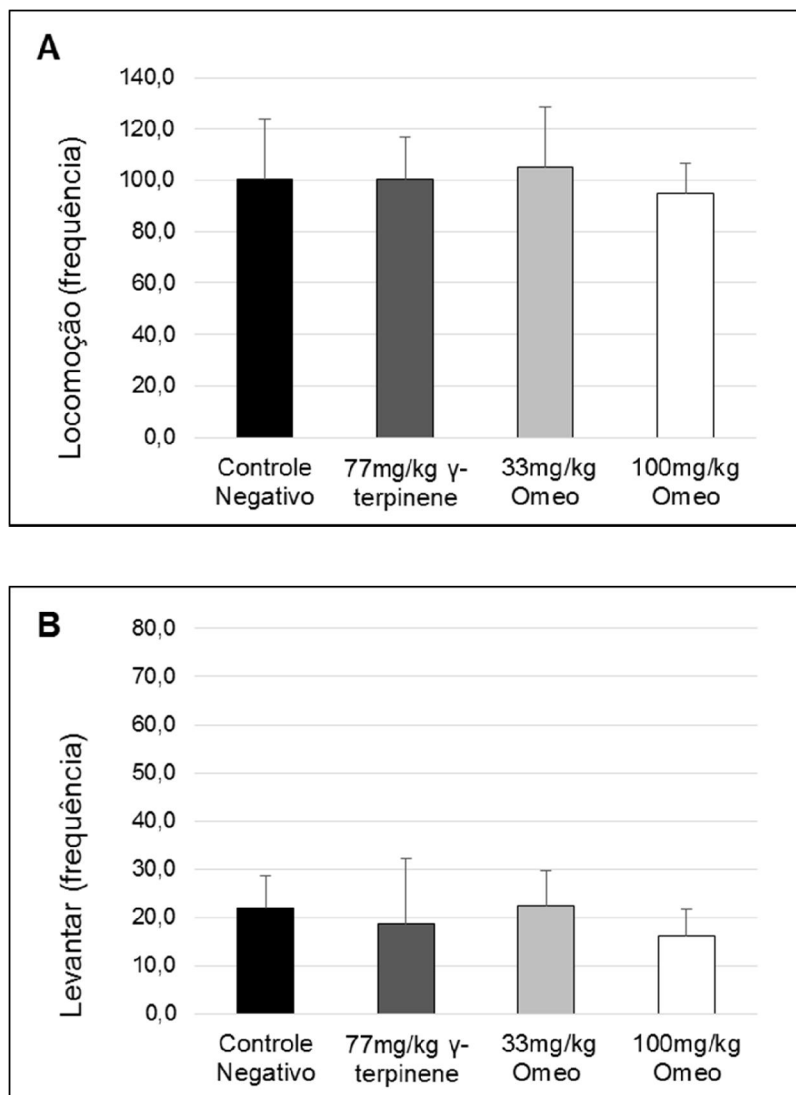 A
Locomoção (frequência)
140,0
120,0
100,0
80,0
60,0
40,0
20,0
0,0
Controle
Negativo
77mg/kg γ-
terpinene
33mg/kg
Omeo
100mg/kg
Omeo
B
Levantar (frequência)
80,0
70,0
60,0
50,0
40,0
30,0
20,0
10,0
0,0
Controle
Negativo
77mg/kg γ-
terpinene
33mg/kg
Omeo
100mg/kg
Omeo